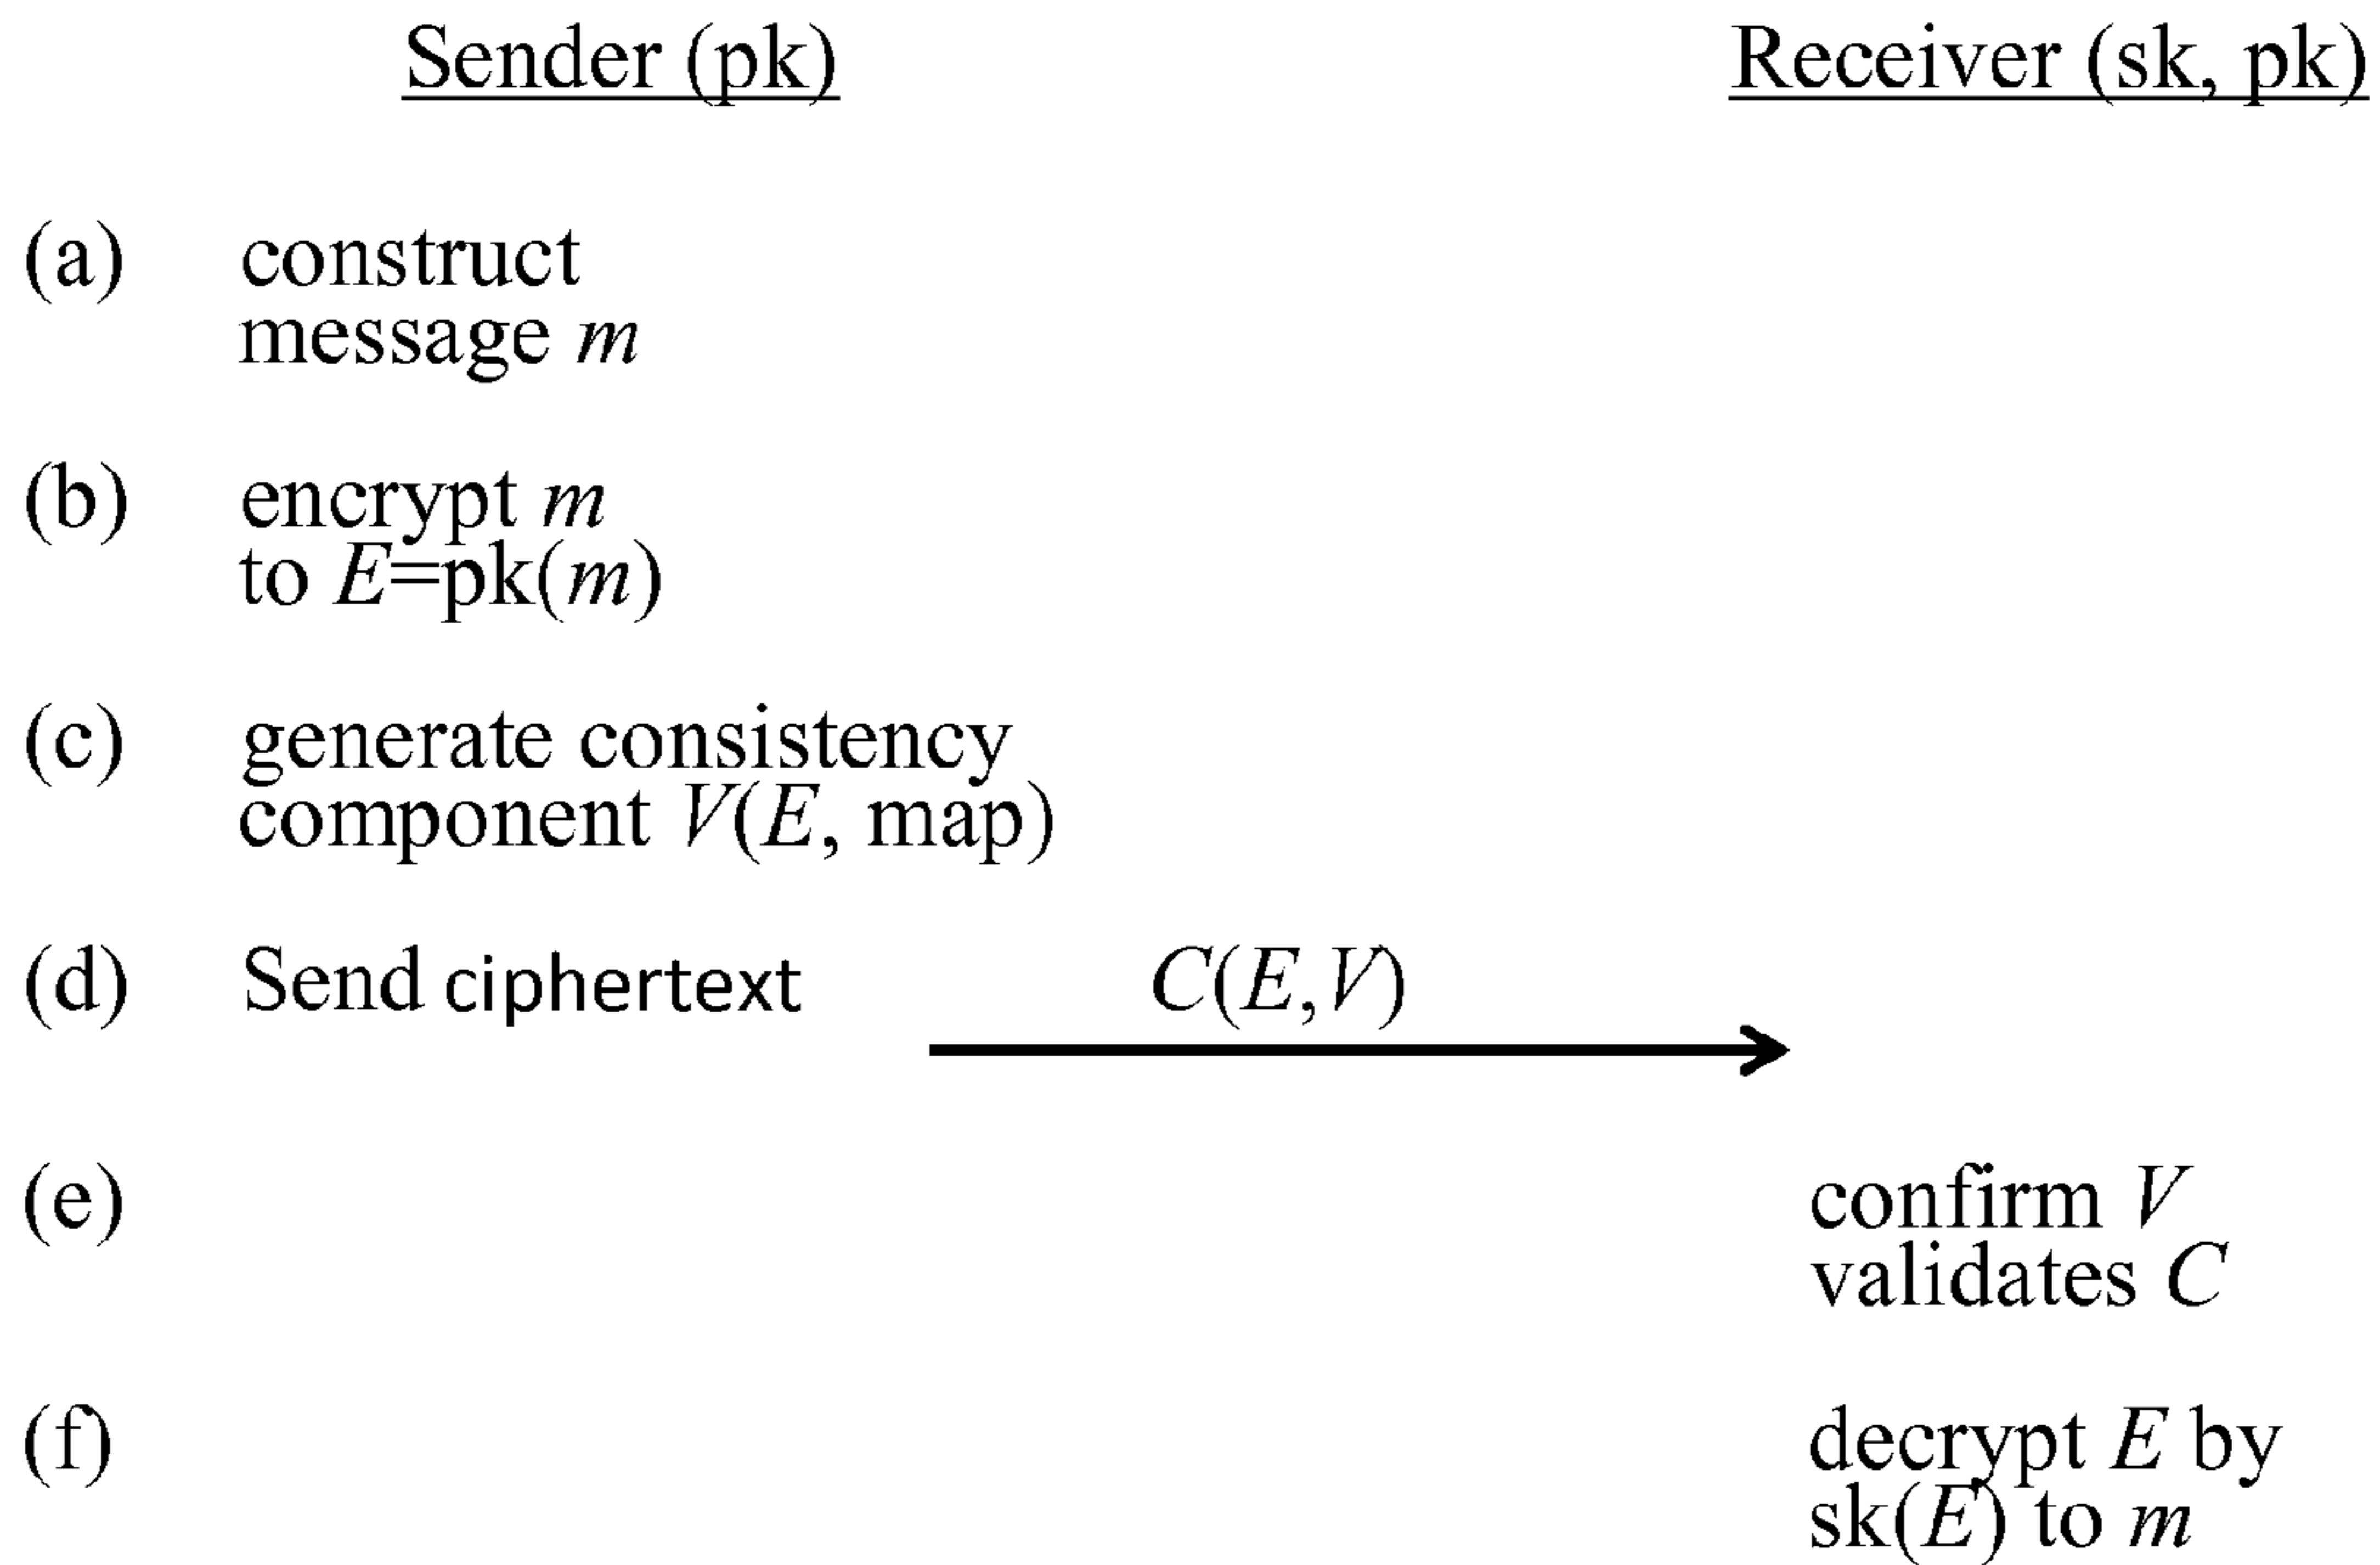 Sender (pk) Receiver (sk, pk)
(a) construct
message m
(b) encrypt m
to E=pk(m)
(c) generate consistency
component V(E, map)
(d) Send ciphertext C(E,V)
(e) confirm V
validates C
(f) decrypt E by
sk(E) to m